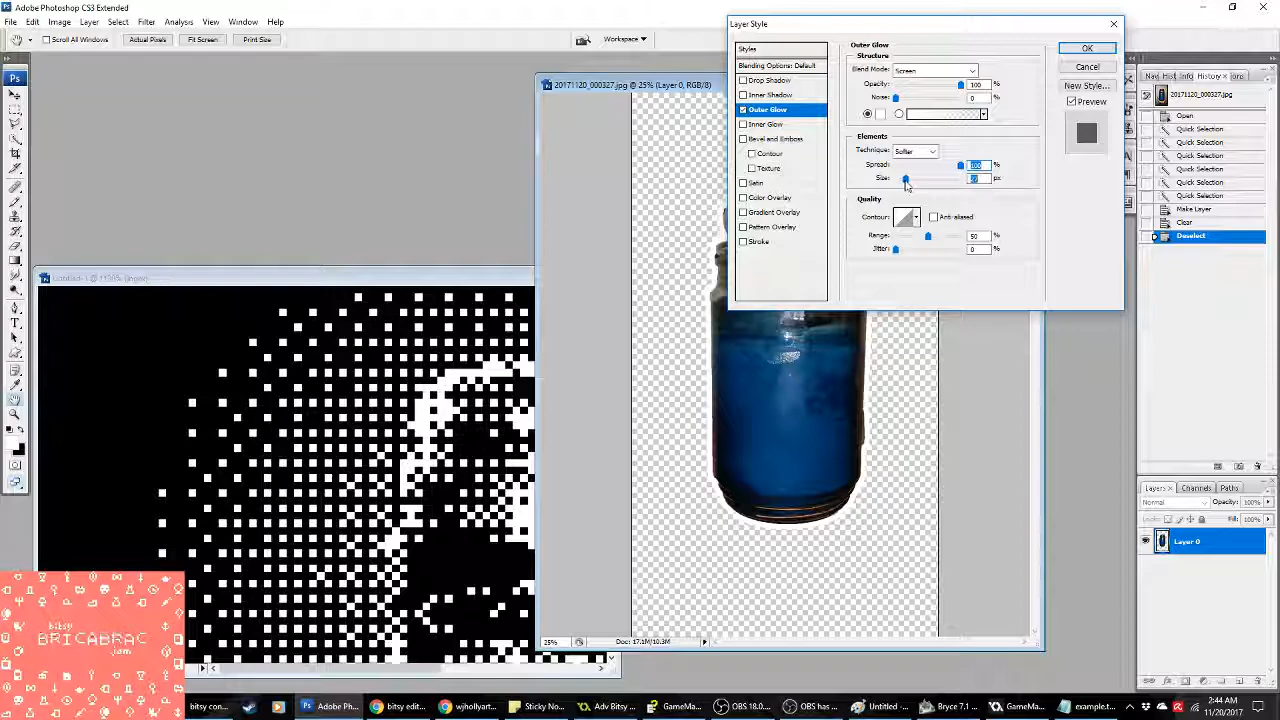 Adobe Photoshop CS3 Extended
File Edit Image Layer Select Filter Analysis View Window Help
Scroll All Windows Actual Pixels Fit Screen Print Size Workspace
Layer Style
Styles
Blending Options: Default
Drop Shadow
Inner Shadow
Outer Glow
Inner Glow
Bevel and Emboss
Contour
Texture
Satin
Color Overlay
Gradient Overlay
Pattern Overlay
Stroke
Outer Glow
Structure
Blend Mode: Screen
Opacity: 100 %
Noise: 0 %
Elements
Technique: Softer
Spread: 100 %
Size: px
Quality
Contour: Anti-aliased
Range: 50 %
Jitter: 0 %
OK
Cancel
New Style...
Preview
20171120_000327.jpg @ 25% (Layer 0, RGB/8)
25% Doc: 17.1M/10.3M
Info History
20171120_000327.jpg
Open
Quick Selection
Quick Selection
Quick Selection
Quick Selection
Quick Selection
Quick Selection
Make Layer
Clear
Deselect
Layers Channels Paths
Normal Opacity: 100%
Lock: Fill: 100%
Layer 0
bitsy
BRICABRAC
.jam
bitsy con... Adobe Ph... bitsy edit... wjhollyart... Sticky No... Adv Bitsy ... GameMa... OBS 18.0... OBS has ... Untitled -... Bryce 7.1 ... GameMa... example.t...
2:44 AM
11/20/2017